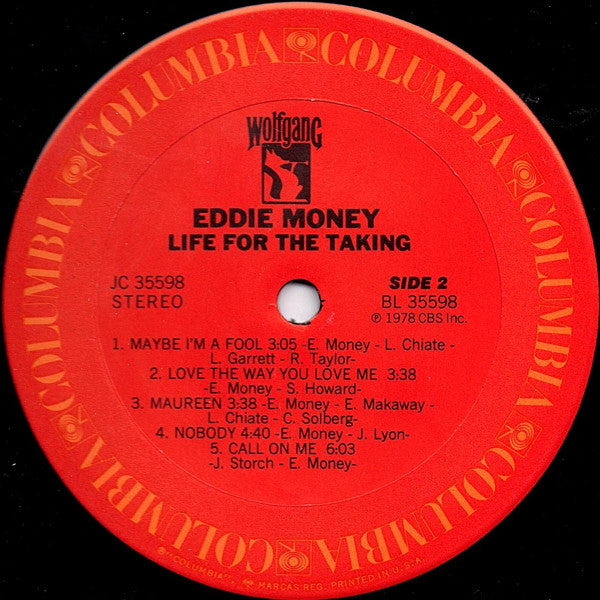 COLUMBIA COLUMBIA COLUMBIA COLUMBIA COLUMBIA COLUMBIA
Wolfgang
EDDIE MONEY
LIFE FOR THE TAKING
JC 35598
STEREO
SIDE 2
BL 35598
℗ 1978 CBS Inc.
1. MAYBE I'M A FOOL 3:05 -E. Money - L. Chiate -
L. Garrett - R. Taylor-
2. LOVE THE WAY YOU LOVE ME 3:38
-E. Money - S. Howard-
3. MAUREEN 3:38 -E. Money - E. Makaway -
L. Chiate - C. Solberg-
4. NOBODY 4:40 -E. Money - J. Lyon-
5. CALL ON ME 6:03
-J. Storch - E. Money-
"COLUMBIA", MARCAS REG. PRINTED IN U.S.A.